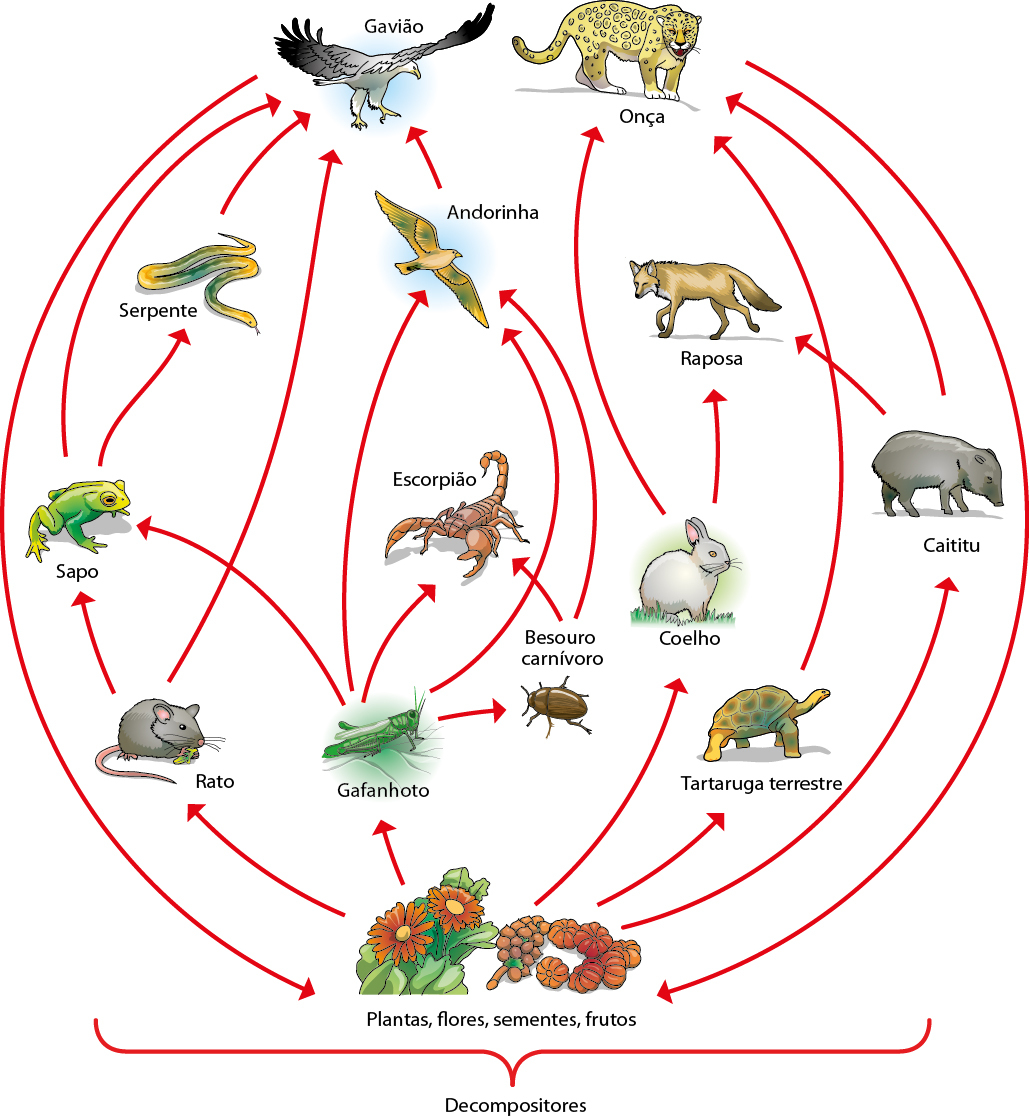 Gavião
Onça
Andorinha
Serpente
Raposa
Escorpião
Caititu
Sapo
Besouro
carnívoro
Coelho
Rato
Gafanhoto
Tartaruga terrestre
Plantas, flores, sementes, frutos
Decompositores